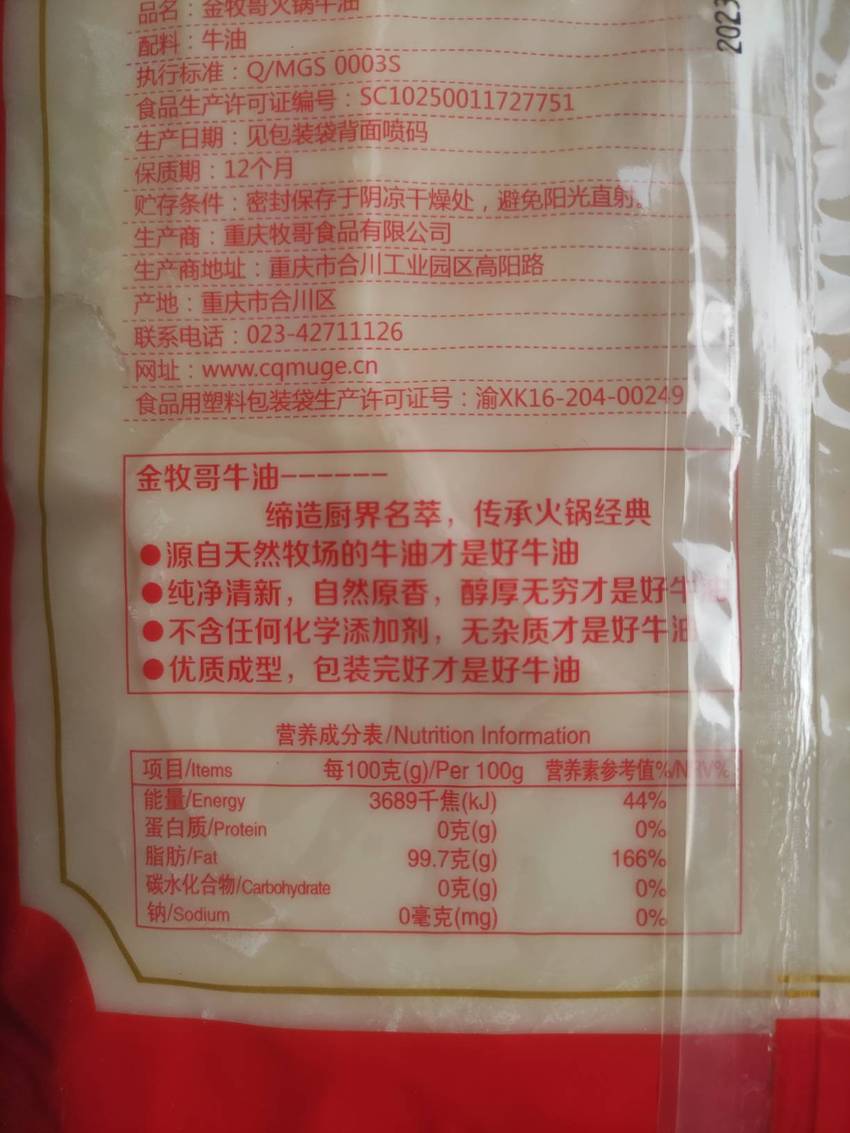 品名：金牧哥火锅牛油
配料：牛油
执行标准：Q/MGS 0003S
食品生产许可证编号：SC10250011727751
生产日期：见包装袋背面喷码
保质期：12个月
贮存条件：密封保存于阴凉干燥处，避免阳光直射。
生产商：重庆牧哥食品有限公司
生产商地址：重庆市合川工业园区高阳路
产地：重庆市合川区
联系电话：023-42711126
网址：www.cqmuge.cn
食品用塑料包装袋生产许可证号：渝XK16-204-00249
2023
金牧哥牛油------
缔造厨界名萃，传承火锅经典
●源自天然牧场的牛油才是好牛油
●纯净清新，自然原香，醇厚无穷才是好牛油
●不含任何化学添加剂，无杂质才是好牛油
●优质成型，包装完好才是好牛油
营养成分表/Nutrition Information
项目/Items 每100克(g)/Per 100g 营养素参考值%/NRV%
能量/Energy 3689千焦(kJ) 44%
蛋白质/Protein 0克(g) 0%
脂肪/Fat 99.7克(g) 166%
碳水化合物/Carbohydrate 0克(g) 0%
钠/Sodium 0毫克(mg) 0%